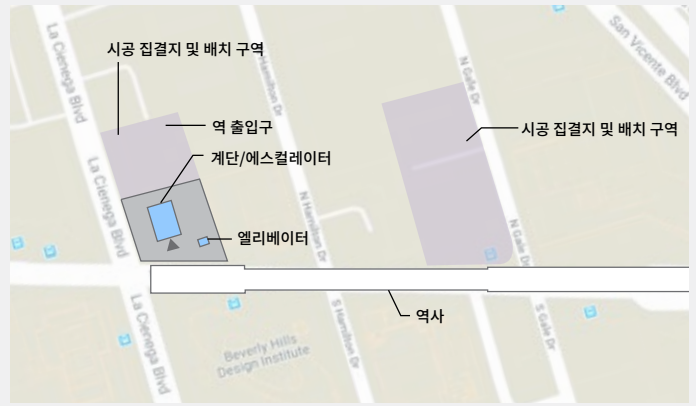 La Cienega Blvd
시공 집결지 및 배치 구역
N Hamilton Dr
N Gale Dr
San Vicente Blvd
역 출입구
시공 집결지 및 배치 구역
계단/에스컬레이터
La Cienega Blvd
N Hamilton Dr
엘리베이터
N Gale Dr
La Cienega Blvd
S Hamilton Dr
역사
S Gale Dr
Beverly Hills
Design Institute